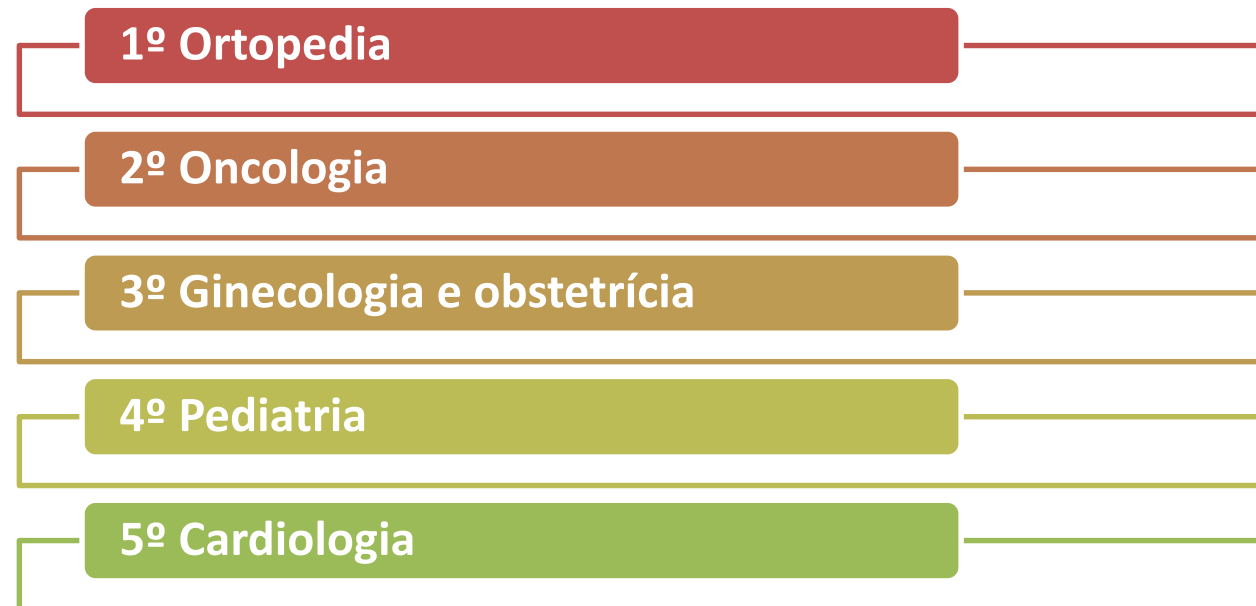 1º Ortopedia
2º Oncologia
3º Ginecologia e obstetrícia
4º Pediatria
5º Cardiologia